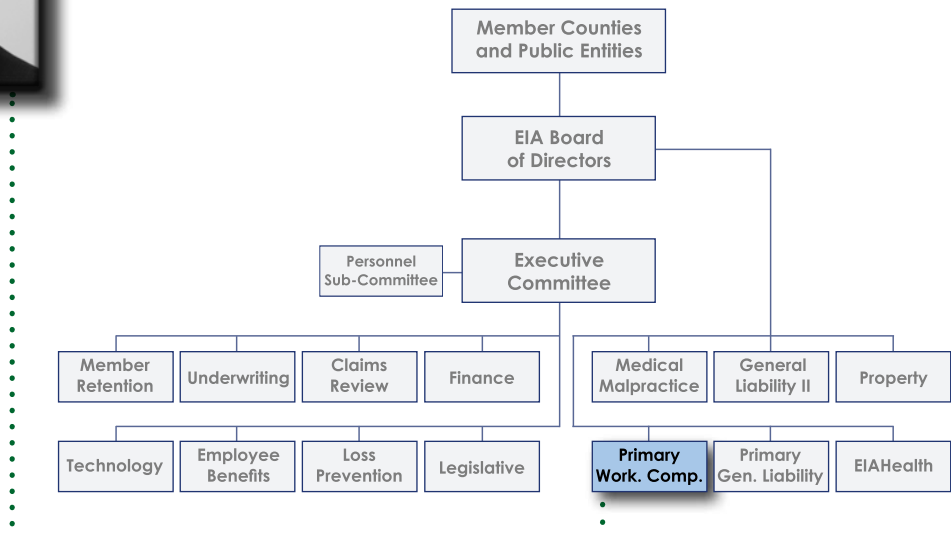 Member Counties
and Public Entities
EIA Board
of Directors
Executive
Committee
Personnel
Sub-Committee
Member
Retention
Underwriting
Claims
Review
Finance
Medical
Malpractice
General
Liability II
Property
Technology
Employee
Benefits
Loss
Prevention
Legislative
Primary
Work. Comp.
Primary
Gen. Liability
EIAHealth